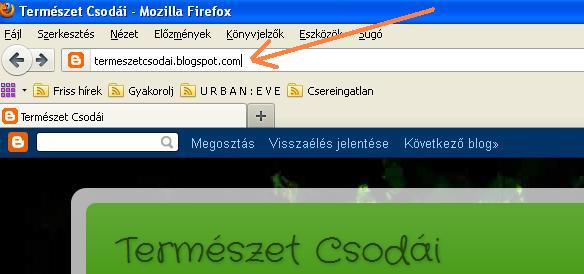 Természet Csodái - Mozilla Firefox
Fájl Szerkesztés Nézet Előzmények Könyvjelzők Eszközök Súgó
termeszetcsodai.blogspot.com
Friss hírek Gyakorolj U R B A N : E V E Csereingatlan
Természet Csodái
Megosztás Visszaélés jelentése Következő blog»
Természet Csodái